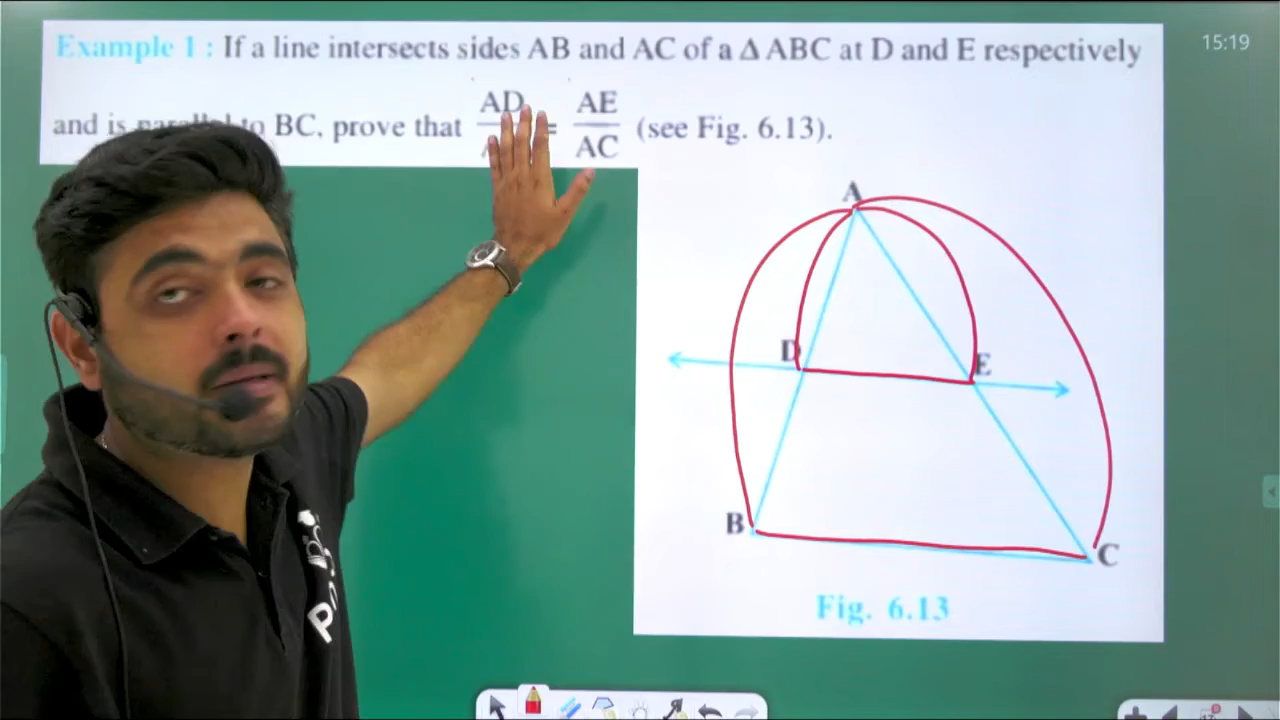 Example 1 : If a line intersects sides AB and AC of a Δ ABC at D and E respectively
and is parallel to BC, prove that AD = AE (see Fig. 6.13).
AC
15:19
A
D
E
B
C
Fig. 6.13